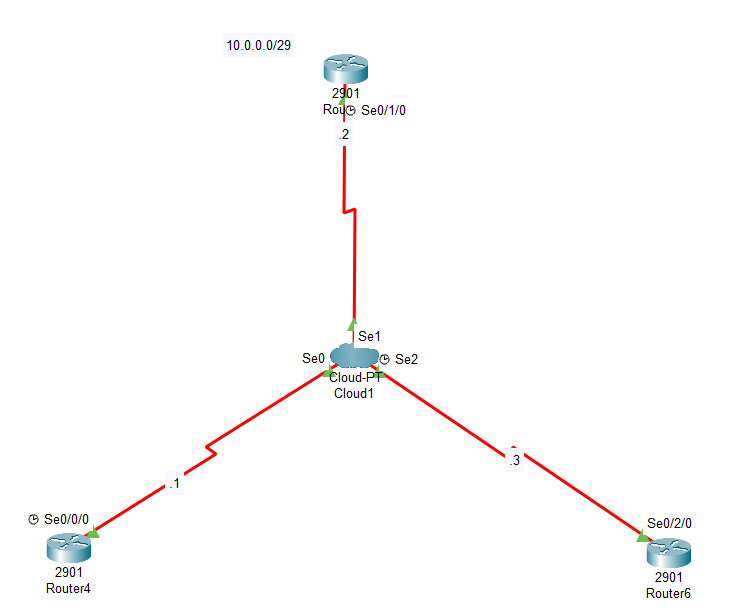 10.0.0.0/29
2901
Rou
Se0/1/0
.2
Se1
Se0
Se2
Cloud-PT
Cloud1
.1
.3
Se0/0/0
2901
Router4
Se0/2/0
2901
Router6